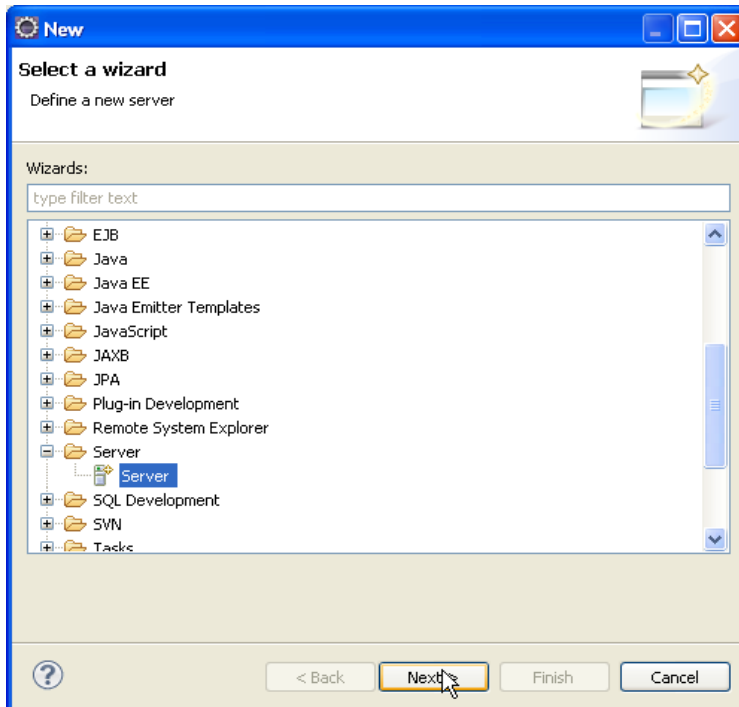 New
Select a wizard
Define a new server
Wizards:
type filter text
EJB
Java
Java EE
Java Emitter Templates
JavaScript
JAXB
JPA
Plug-in Development
Remote System Explorer
Server
Server
SQL Development
SVN
Tasks
< Back Next > Finish Cancel